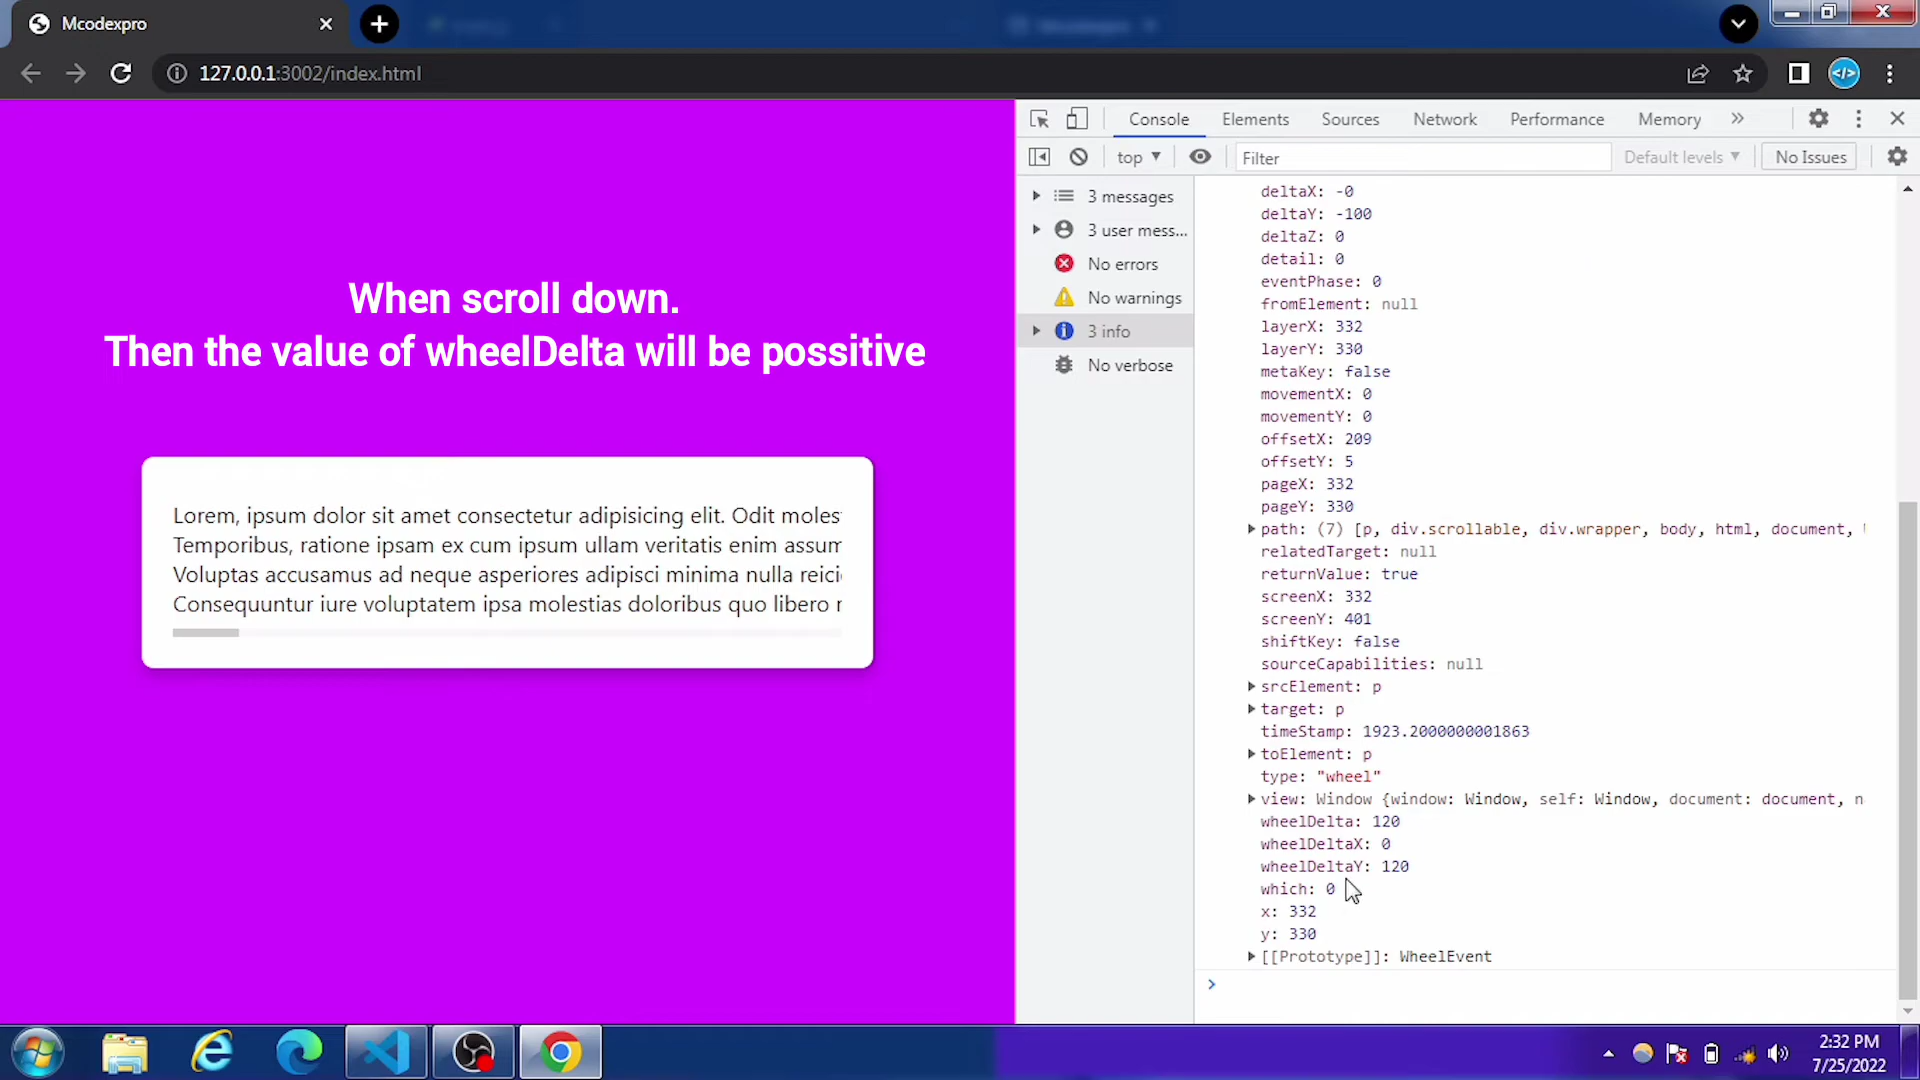 Mcodexpro
127.0.0.1:3002/index.html
When scroll down.
Then the value of wheelDelta will be possitive
Lorem, ipsum dolor sit amet consectetur adipisicing elit. Odit moles
Temporibus, ratione ipsam ex cum ipsum ullam veritatis enim assum
Voluptas accusamus ad neque asperiores adipisci minima nulla reici
Consequuntur iure voluptatem ipsa molestias doloribus quo libero r
Console Elements Sources Network Performance Memory »
top ▼ Filter Default levels ▼ No Issues
3 messages
3 user mess...
No errors
No warnings
3 info
No verbose
deltaX: -0
deltaY: -100
deltaZ: 0
detail: 0
eventPhase: 0
fromElement: null
layerX: 332
layerY: 330
metaKey: false
movementX: 0
movementY: 0
offsetX: 209
offsetY: 5
pageX: 332
pageY: 330
path: (7) [p, div.scrollable, div.wrapper, body, html, document,
relatedTarget: null
returnValue: true
screenX: 332
screenY: 401
shiftKey: false
sourceCapabilities: null
srcElement: p
target: p
timeStamp: 1923.2000000001863
toElement: p
type: "wheel"
view: Window {window: Window, self: Window, document: document, n
wheelDelta: 120
wheelDeltaX: 0
wheelDeltaY: 120
which: 0
x: 332
y: 330
[[Prototype]]: WheelEvent
2:32 PM
7/25/2022